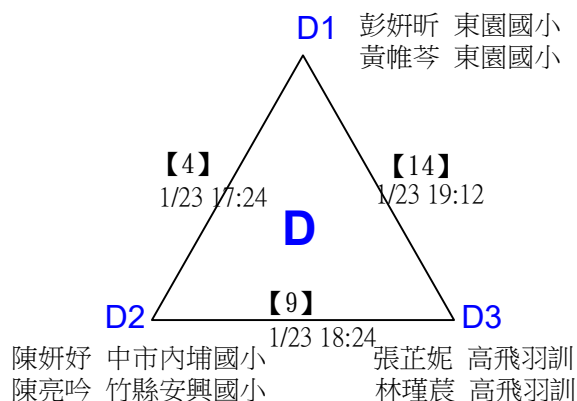 D1 彭妍昕 東園國小
黃帷芩 東園國小
【4】
1/23 17:24
【14】
1/23 19:12
D
【9】
1/23 18:24
D2
D3
陳妍妤 中市內埔國小
陳亮吟 竹縣安興國小
張芷妮 高飛羽訓
林瑾莀 高飛羽訓